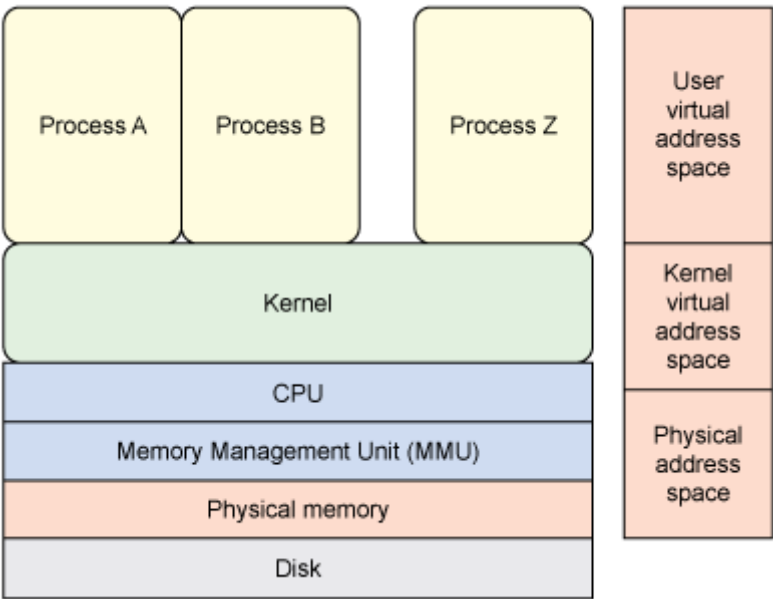 Process A
Process B
Process Z
Kernel
CPU
Memory Management Unit (MMU)
Physical memory
Disk
User
virtual
address
space
Kernel
virtual
address
space
Physical
address
space